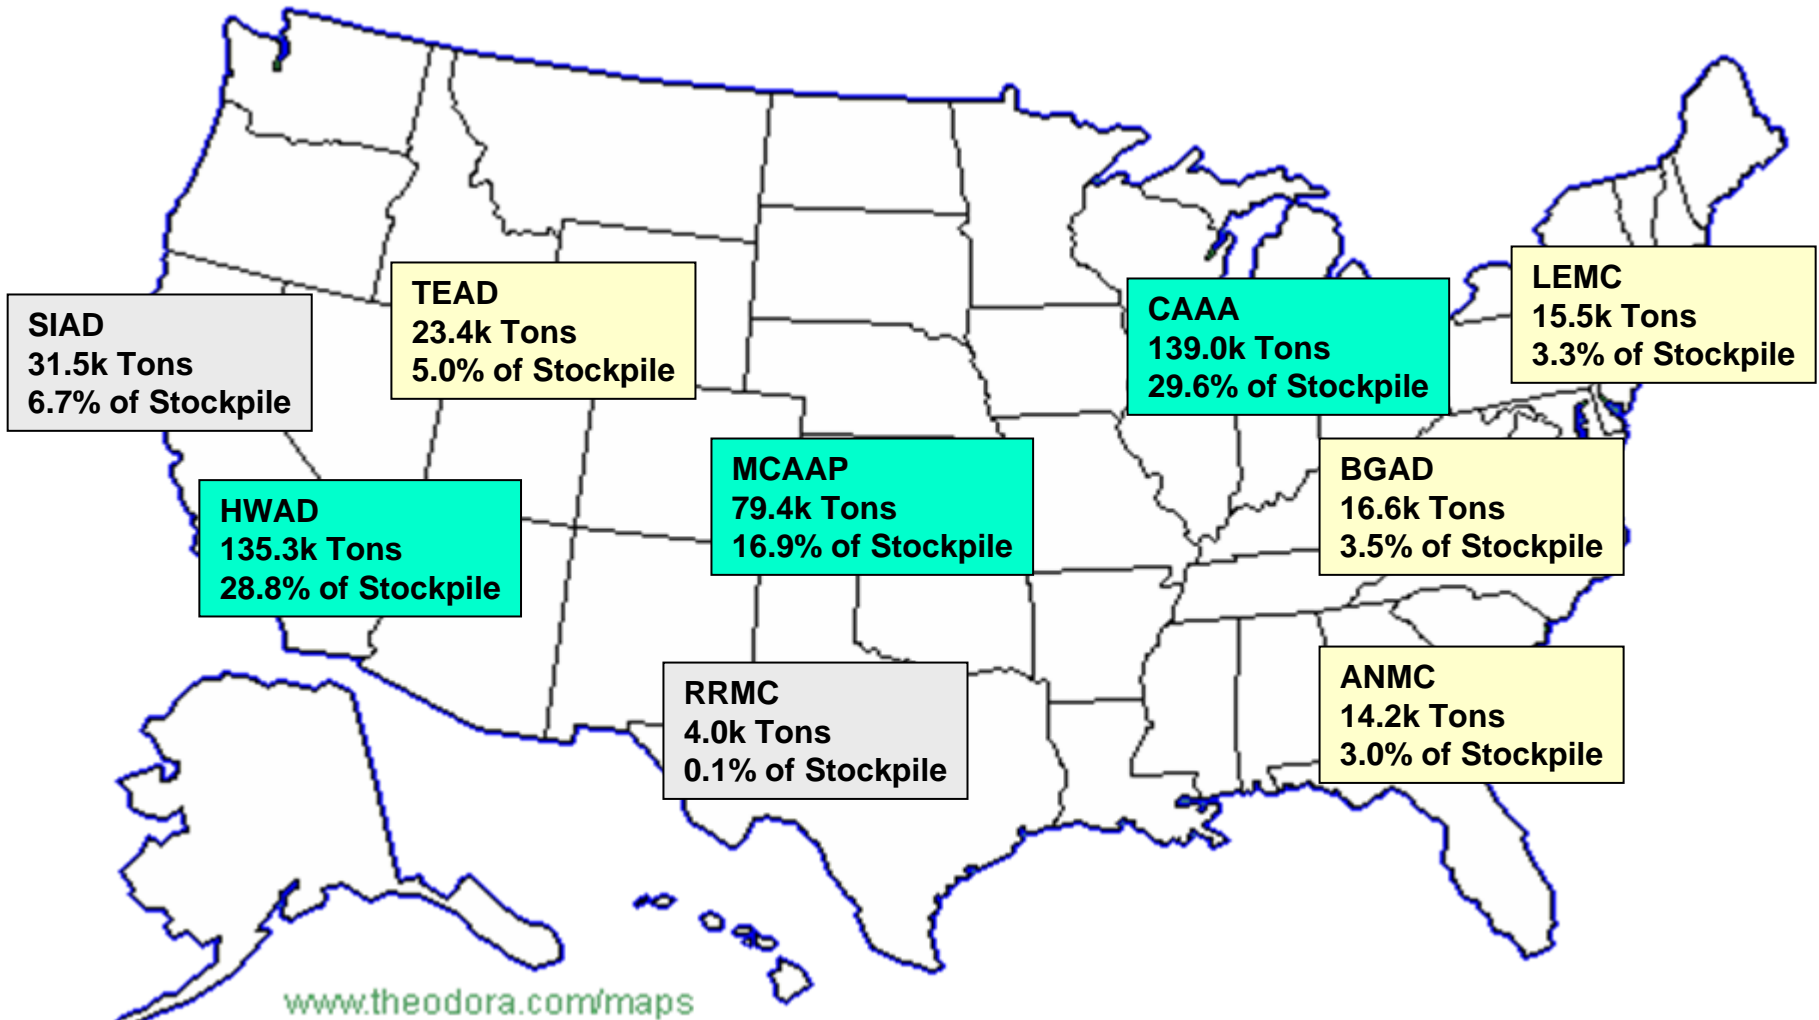 SIAD
31.5k Tons
6.7% of Stockpile
TEAD
23.4k Tons
5.0% of Stockpile
CAAA
139.0k Tons
29.6% of Stockpile
LEMC
15.5k Tons
3.3% of Stockpile
HWAD
135.3k Tons
28.8% of Stockpile
MCAAP
79.4k Tons
16.9% of Stockpile
BGAD
16.6k Tons
3.5% of Stockpile
RRMC
4.0k Tons
0.1% of Stockpile
ANMC
14.2k Tons
3.0% of Stockpile
www.theodora.com/maps